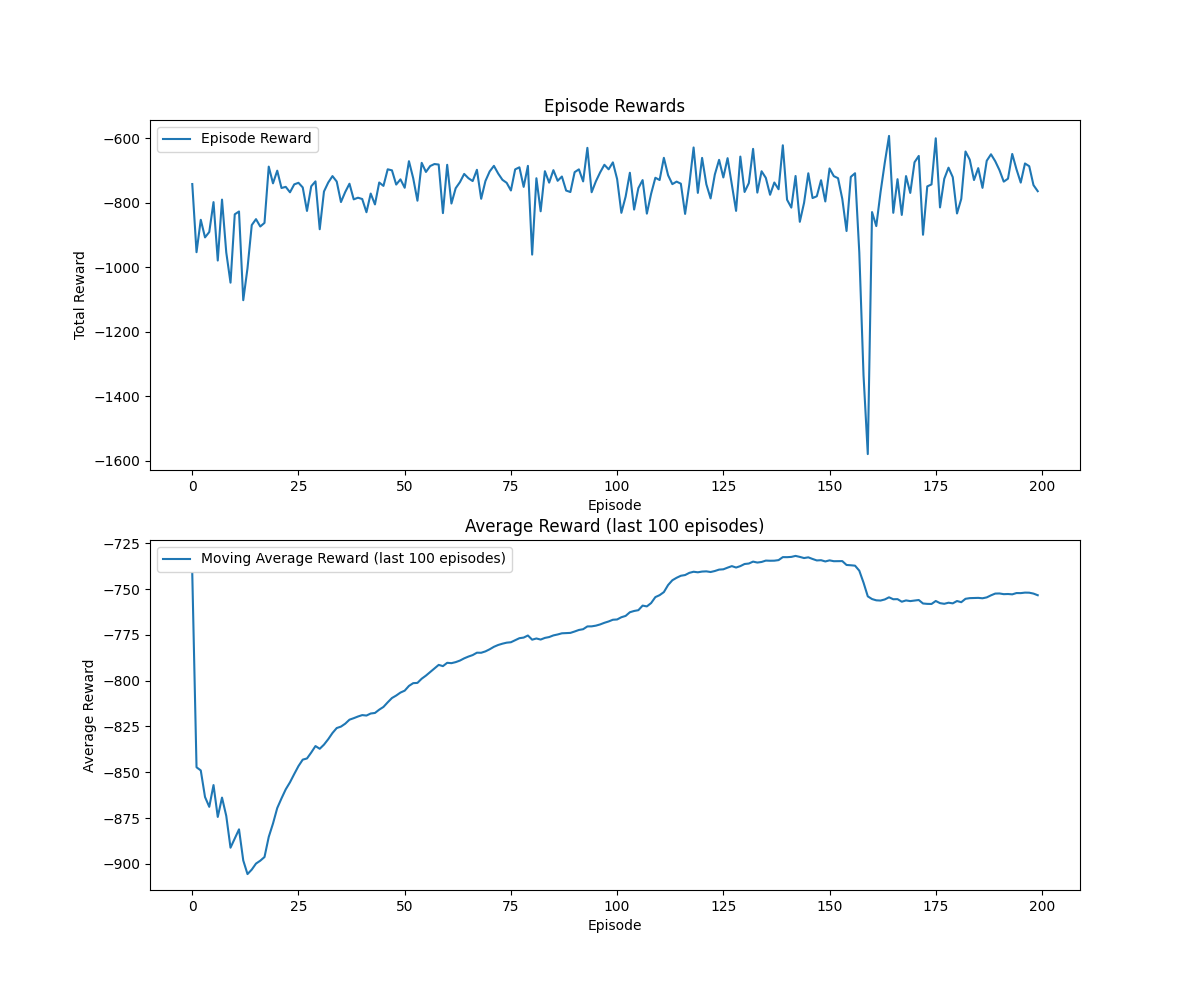 Episode Rewards
Episode Reward
−600
−800
−1000
−1200
−1400
−1600
Total Reward
0 25 50 75 100 125 150 175 200
Episode
Average Reward (last 100 episodes)
Moving Average Reward (last 100 episodes)
−725
−750
−775
−800
−825
−850
−875
−900
Average Reward
0 25 50 75 100 125 150 175 200
Episode